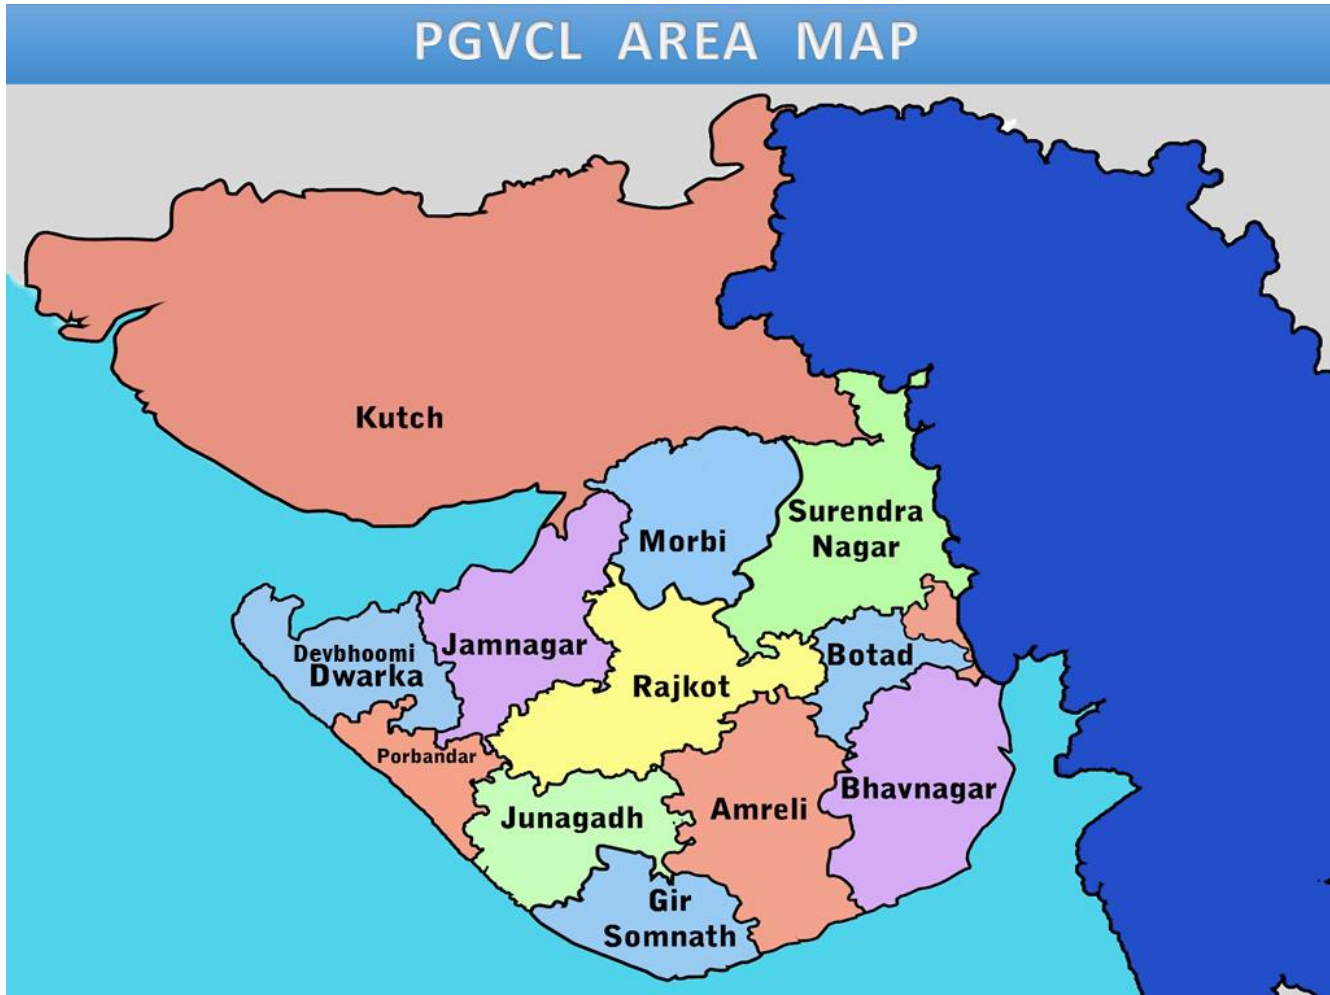 PGVCL AREA MAP
Kutch
Surendra
Nagar
Morbi
Jamnagar
Devbhoomi
Dwarka
Botad
Rajkot
Porbandar
Bhavnagar
Amreli
Junagadh
Gir
Somnath